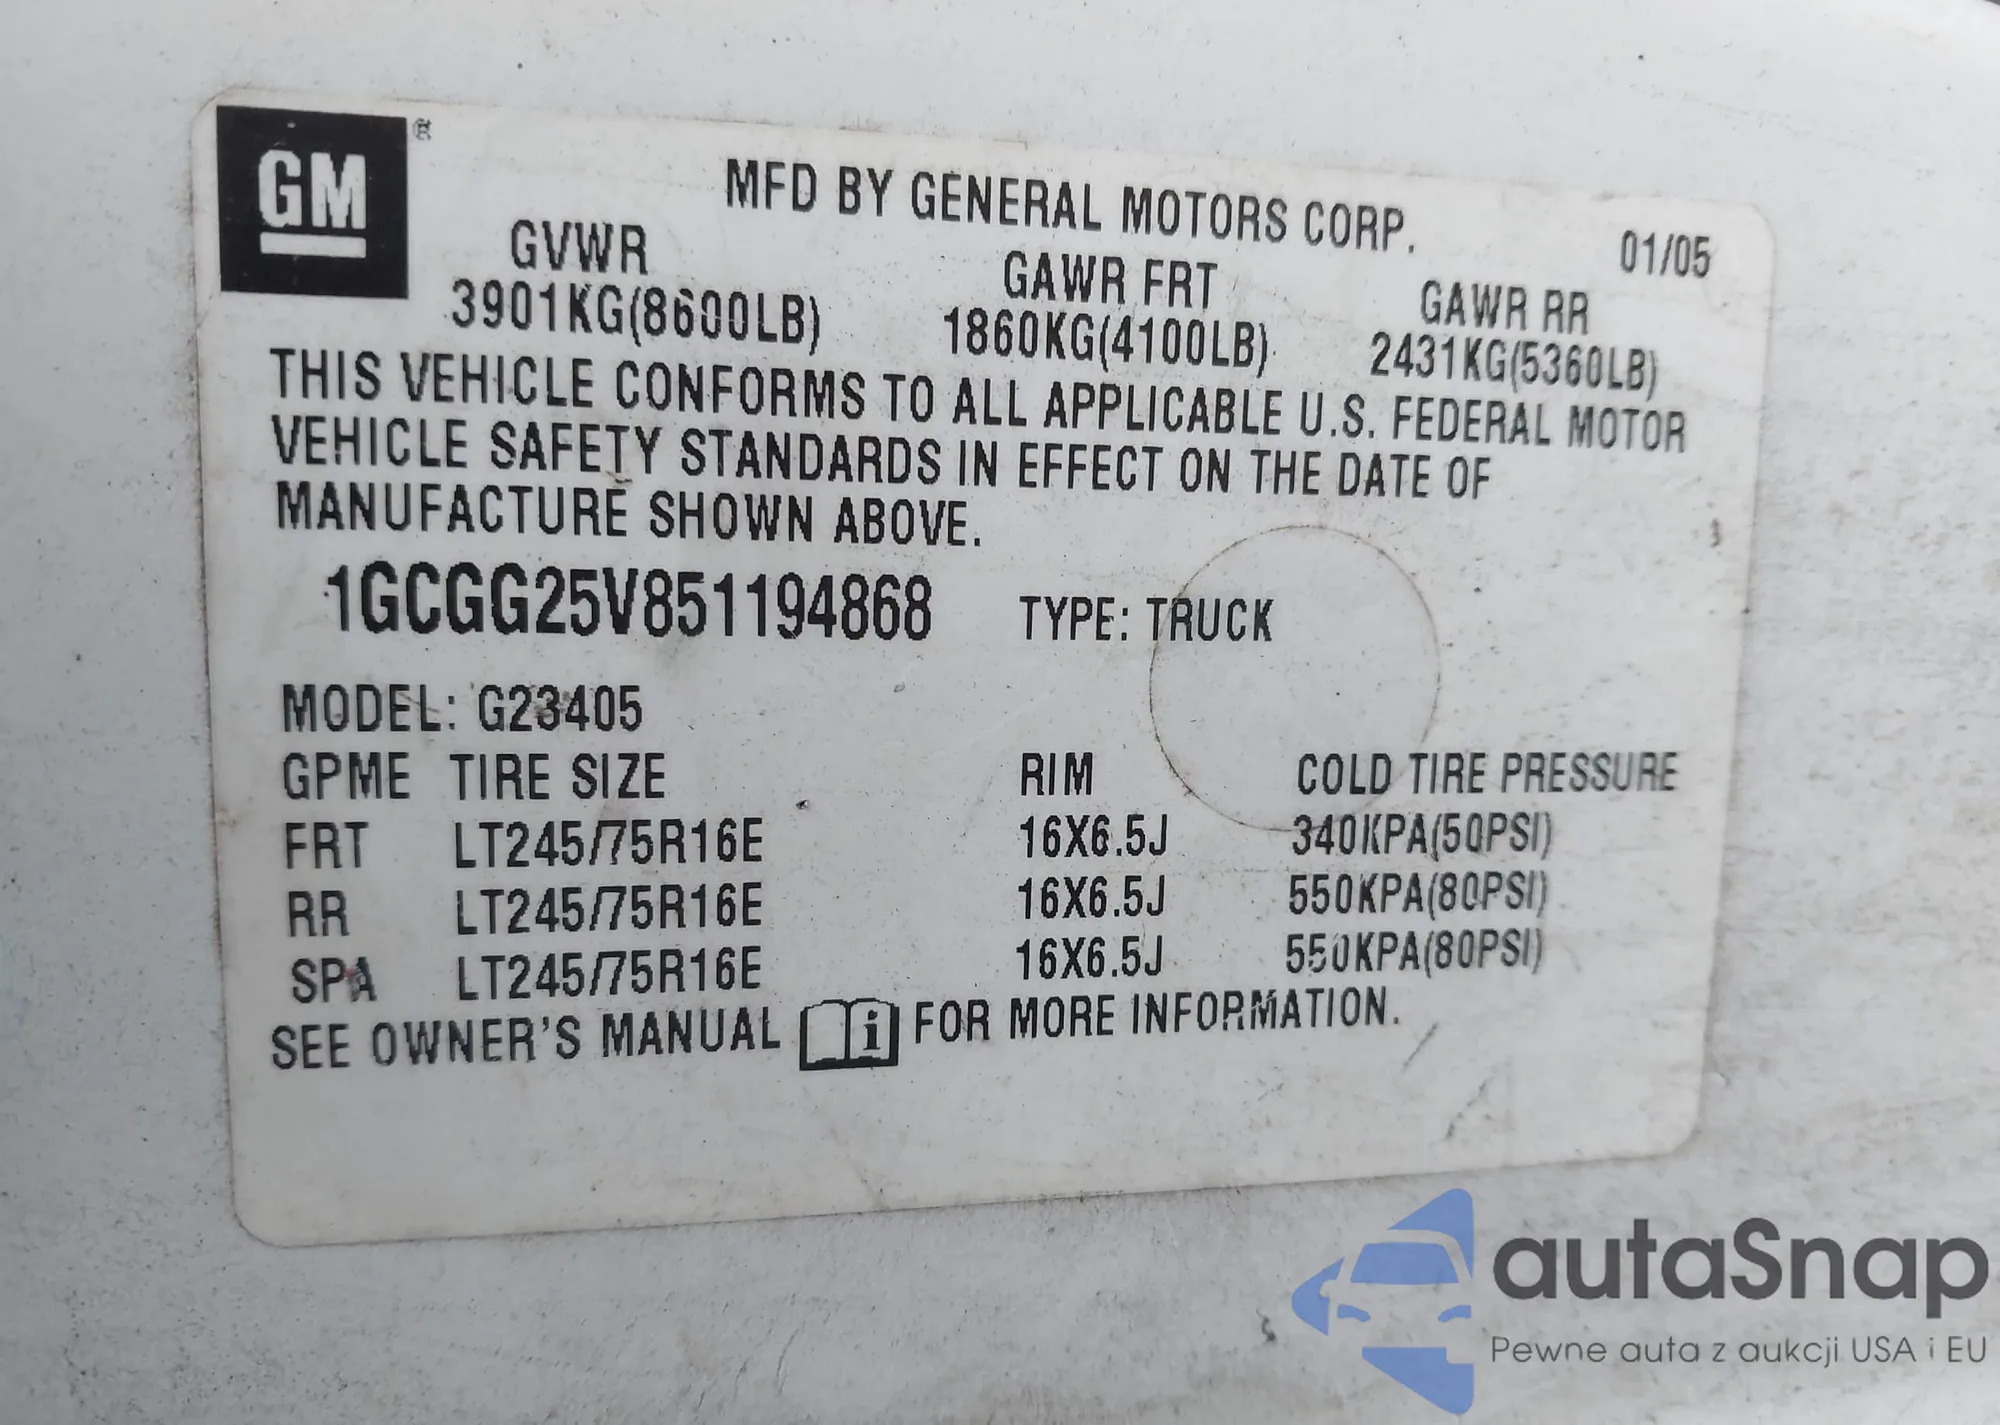 GM ®
MFD BY GENERAL MOTORS CORP.
01/05
GVWR GAWR FRT GAWR RR
3901KG(8600LB) 1860KG(4100LB) 2431KG(5360LB)
THIS VEHICLE CONFORMS TO ALL APPLICABLE U.S. FEDERAL MOTOR
VEHICLE SAFETY STANDARDS IN EFFECT ON THE DATE OF
MANUFACTURE SHOWN ABOVE.
1GCGG25V851194868 TYPE: TRUCK
MODEL: G23405
GPME TIRE SIZE RIM COLD TIRE PRESSURE
FRT LT245/75R16E 16X6.5J 340KPA(50PSI)
RR LT245/75R16E 16X6.5J 550KPA(80PSI)
SPA LT245/75R16E 16X6.5J 550KPA(80PSI)
SEE OWNER'S MANUAL i FOR MORE INFORMATION.
autaSnap
Pewne auta z aukcji USA i EU